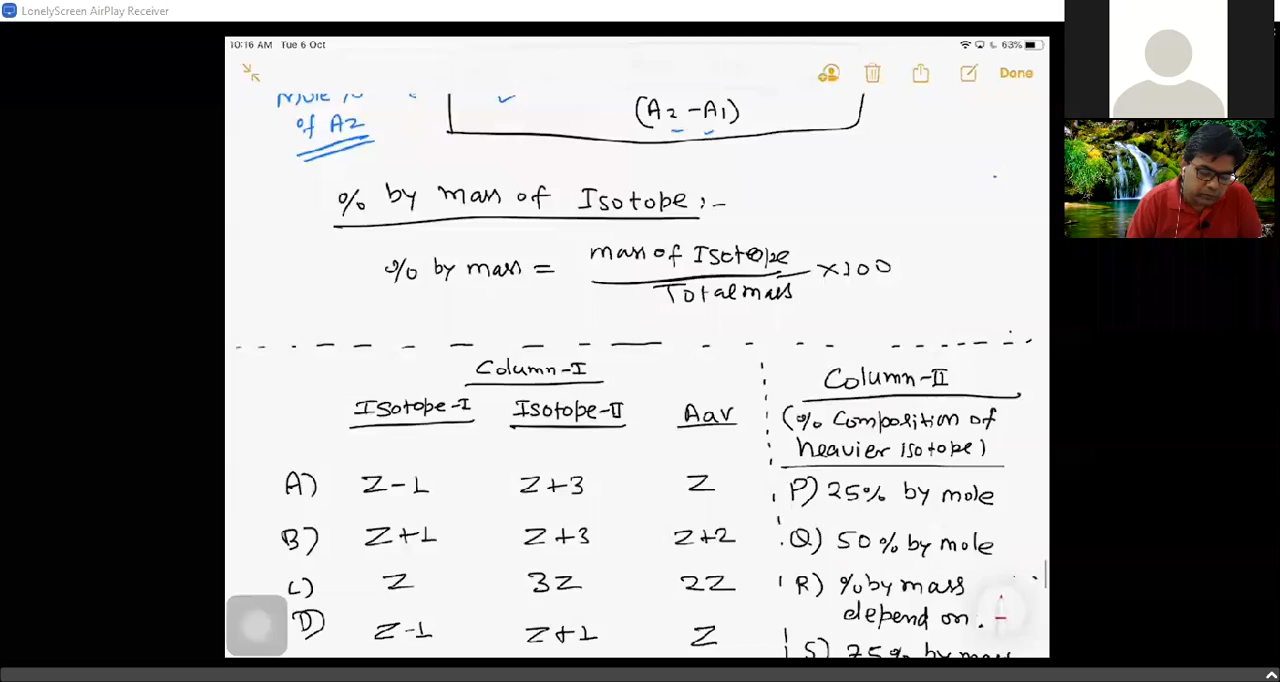 LonelyScreen AirPlay Receiver
10:16 AM Tue 6 Oct
63%
Done
of A2
(A2 - A1)
% by mass of Isotope :-
% by mass = mass of Isotope / Total mass × 100
Column-I
Column-II
Isotope-I Isotope-II Aav
(% Composition of
heavier isotope)
A) Z-1 Z+3 Z
P) 25% by mole
B) Z+1 Z+3 Z+2
Q) 50% by mole
C) Z 3Z 2Z
R) % by mass
depend on.
D) Z-1 Z+1 Z
S) 75% by mass